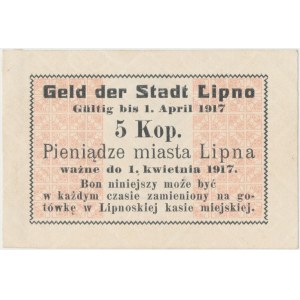 Geld der Stadt Lipno
Gültig bis 1. April 1917
5 Kop.
Pieniądze miasta Lipna
ważne do 1. kwietnia 1917.
Bon niniejszy może być
w każdym czasie zamieniony na go-
tówkę w Lipnoskiej kasie miejskiej.